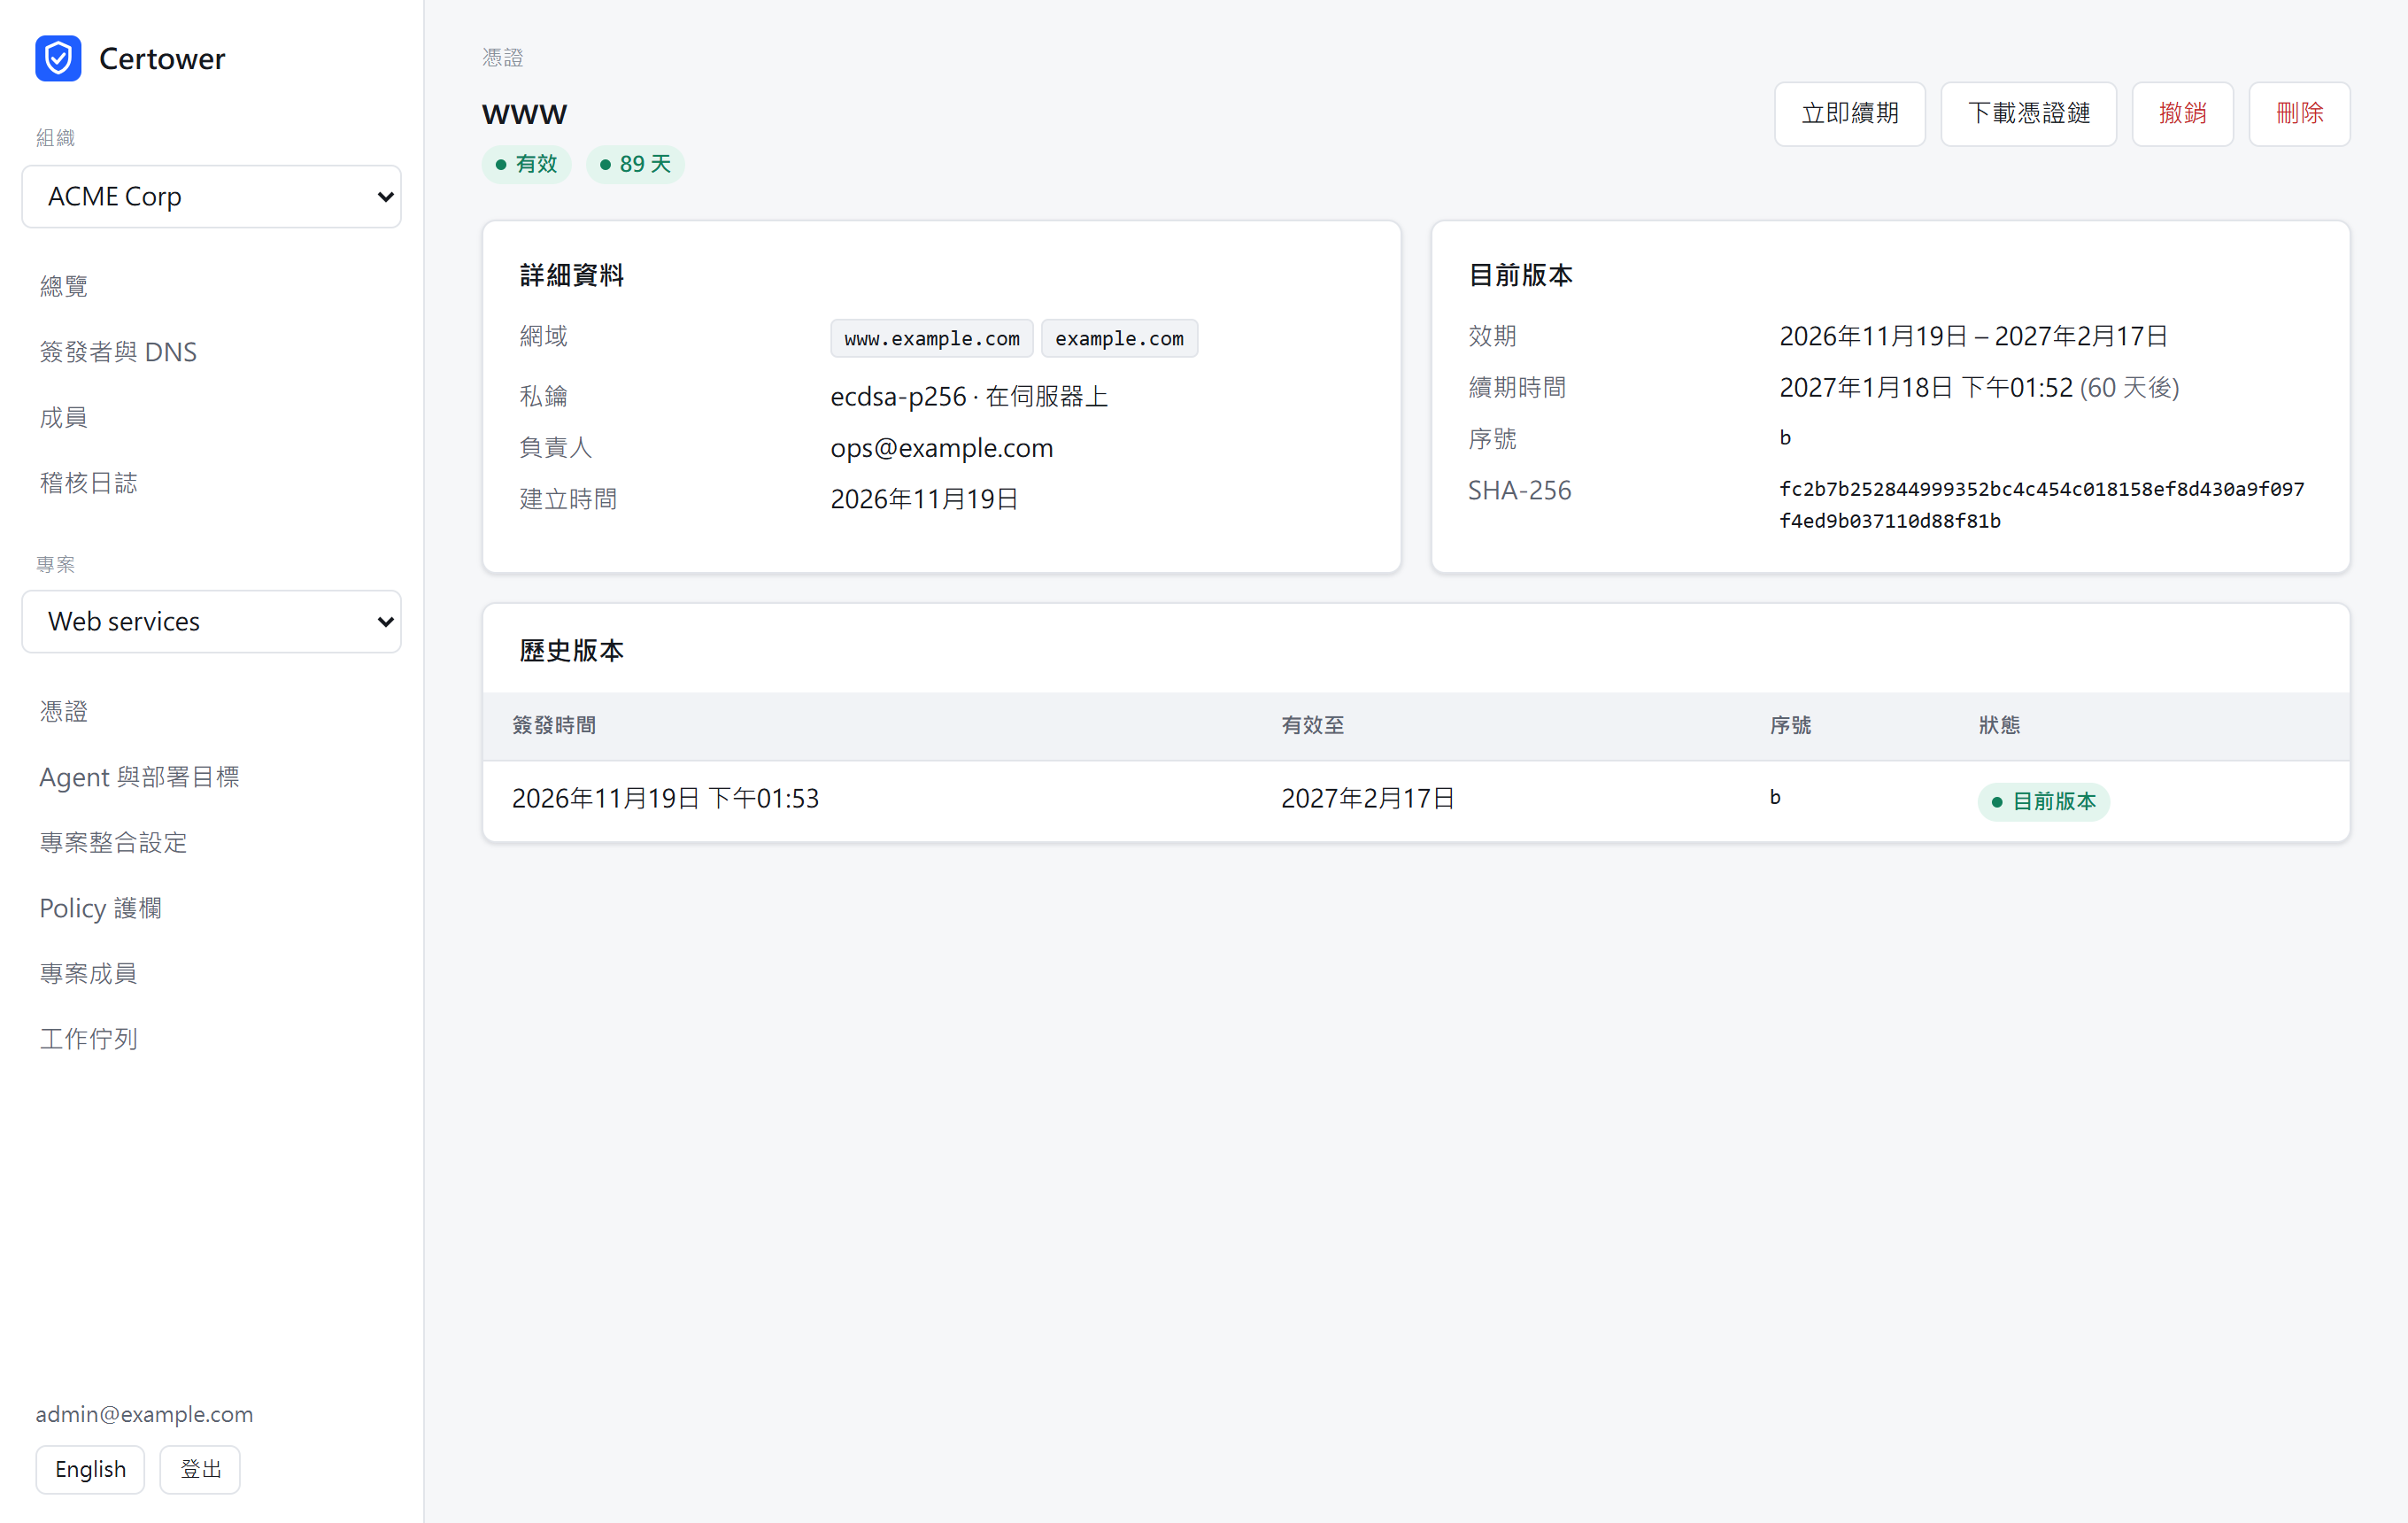 Certower
組織
ACME Corp
總覽
簽發者與 DNS
成員
稽核日誌
專案
Web services
憑證
Agent 與部署目標
專案整合設定
Policy 護欄
專案成員
工作佇列
admin@example.com
English
登出
憑證
www
有效
89 天
立即續期
下載憑證鏈
撤銷
刪除
詳細資料
網域 www.example.com example.com
私鑰 ecdsa-p256 · 在伺服器上
負責人 ops@example.com
建立時間 2026年11月19日
目前版本
效期 2026年11月19日 – 2027年2月17日
續期時間 2027年1月18日 下午01:52 (60 天後)
序號 b
SHA-256 fc2b7b252844999352bc4c454c018158ef8d430a9f097
f4ed9b037110d88f81b
歷史版本
簽發時間 有效至 序號 狀態
2026年11月19日 下午01:53 2027年2月17日 b 目前版本